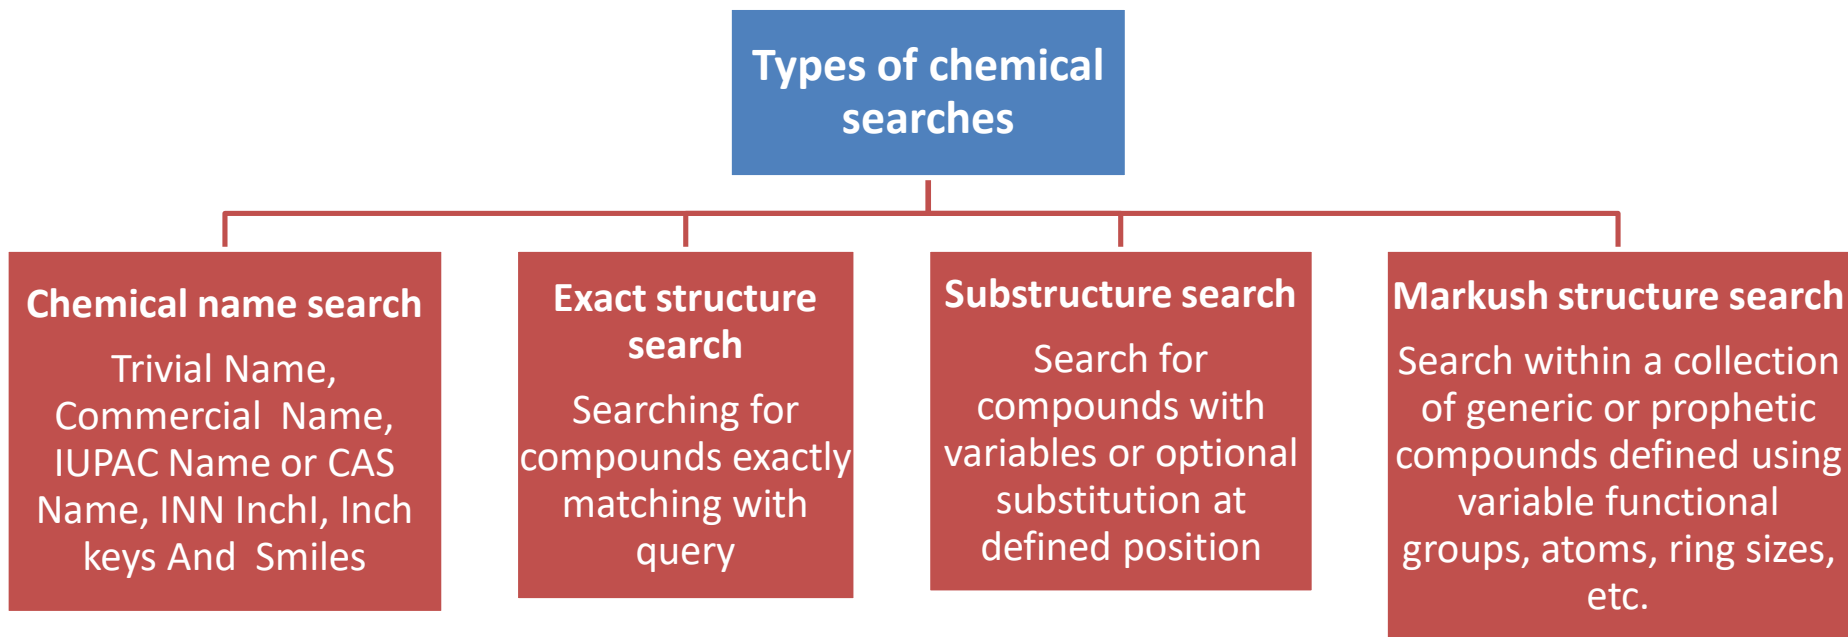 Types of chemical
searches
Chemical name search
Trivial Name,
Commercial  Name,
IUPAC Name or CAS
Name, INN InchI, Inch
keys And  Smiles
Exact structure
search
Searching for
compounds exactly
matching with
query
Substructure search
Search for
compounds with
variables or optional
substitution at
defined position
Markush structure search
Search within a collection
of generic or prophetic
compounds defined using
variable functional
groups, atoms, ring sizes,
etc.